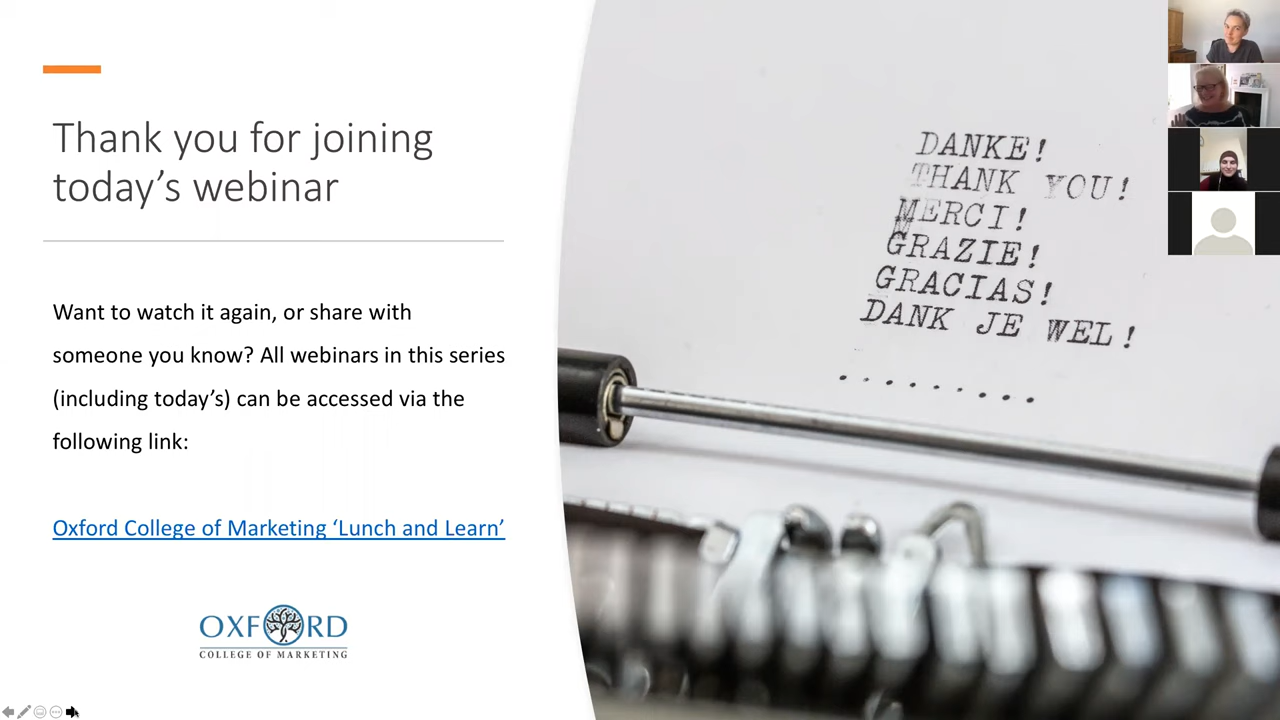 Thank you for joining
today’s webinar
Want to watch it again, or share with
someone you know? All webinars in this series
(including today’s) can be accessed via the
following link:
Oxford College of Marketing ‘Lunch and Learn’
OXFORD
COLLEGE OF MARKETING
DANKE!
THANK YOU!
MERCI!
GRAZIE!
GRACIAS!
DANK JE WEL!
.........